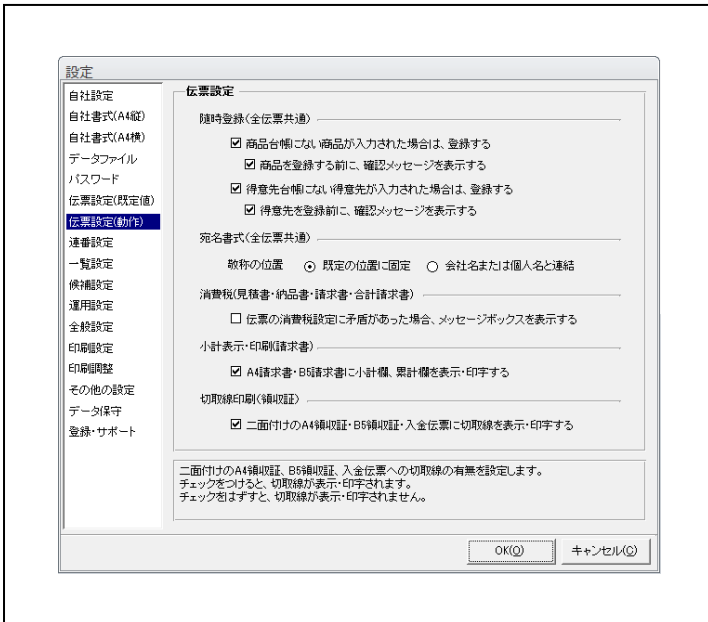 設定
自社設定
自社書式(A4縦)
自社書式(A4横)
データファイル
パスワード
伝票設定(既定値)
伝票設定(動作)
連番設定
一覧設定
候補設定
運用設定
全般設定
印刷設定
印刷調整
その他の設定
データ保守
登録・サポート
伝票設定
随時登録(全伝票共通)
商品台帳にない商品が入力された場合は、登録する
商品を登録する前に、確認メッセージを表示する
得意先台帳にない得意先が入力された場合は、登録する
得意先を登録前に、確認メッセージを表示する
宛名書式(全伝票共通)
敬称の位置 既定の位置に固定 会社名または個人名と連結
消費税(見積書・納品書・請求書・合計請求書)
伝票の消費税設定に矛盾があった場合、メッセージボックスを表示する
小計表示・印刷(請求書)
A4請求書・B5請求書に小計欄、累計欄を表示・印字する
切取線印刷(領収証)
二面付けのA4領収証・B5領収証・入金伝票に切取線を表示・印字する
二面付けのA4領収証、B5領収証、入金伝票への切取線の有無を設定します。
チェックをつけると、切取線が表示・印字されます。
チェックをはずすと、切取線が表示・印字されません。
OK(O) キャンセル(C)